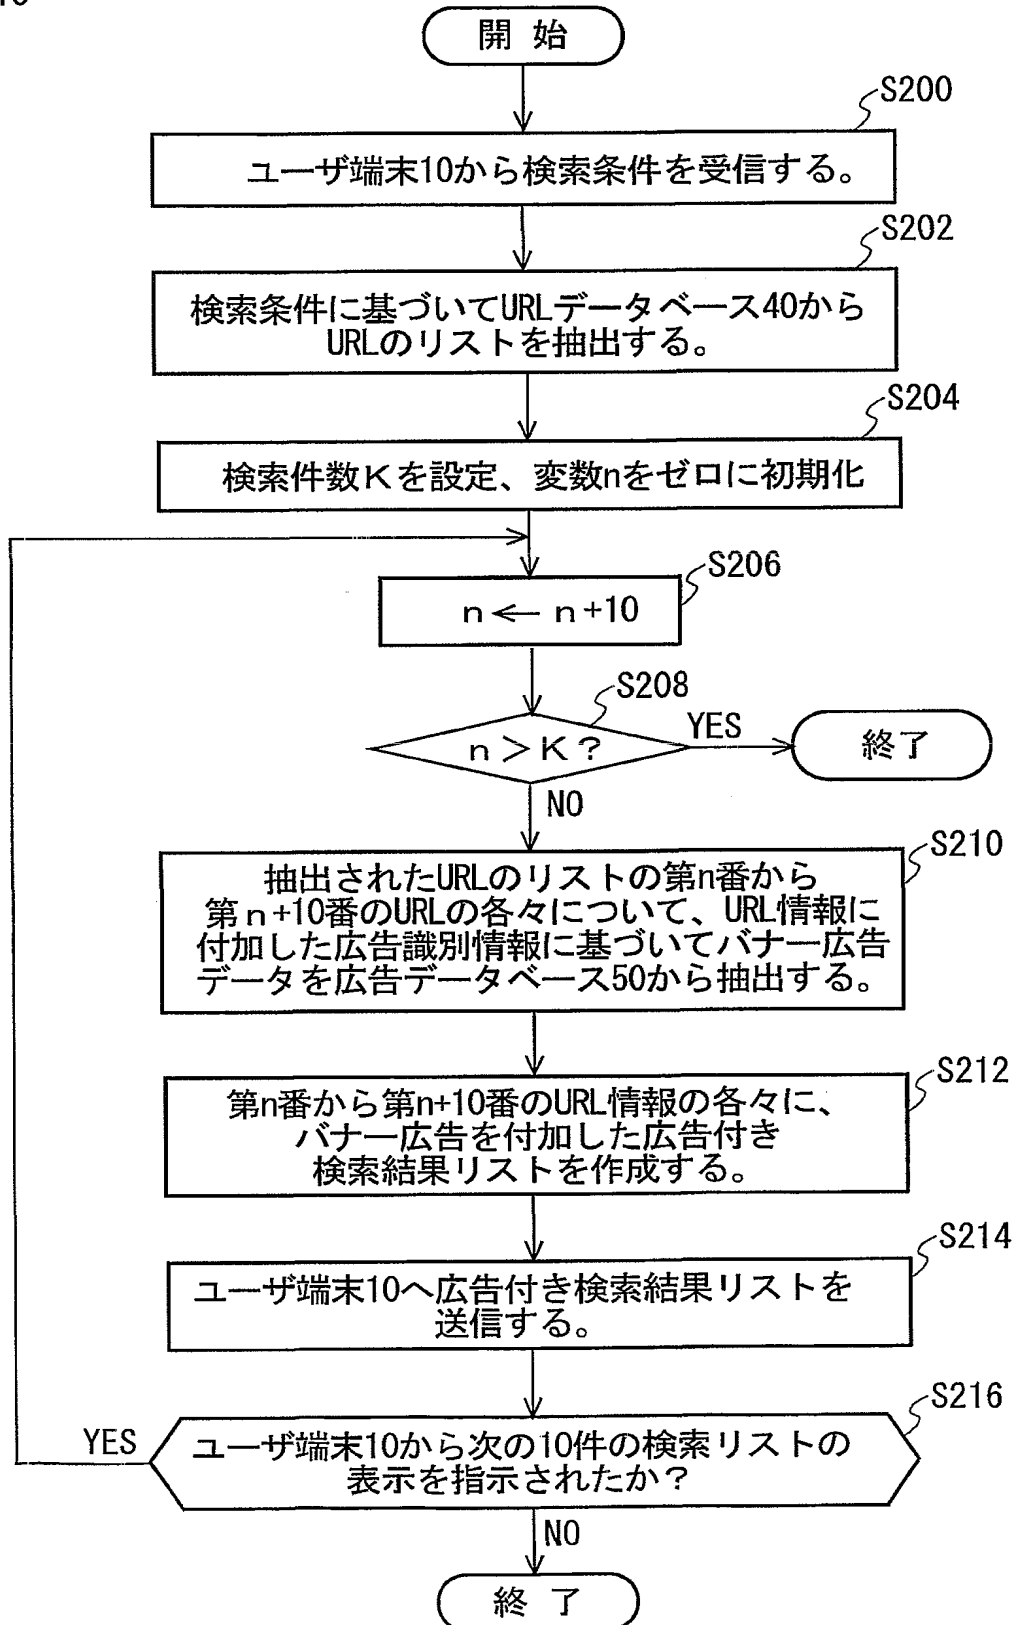 開 始
S200
ユーザ端末10から検索条件を受信する。
S202
検索条件に基づいてURLデータベース40から
URLのリストを抽出する。
S204
検索件数Kを設定、変数nをゼロに初期化
S206
n ← n+10
S208
n>K?
YES
終了
NO
S210
抽出されたURLのリストの第n番から
第n+10番のURLの各々について、URL情報に
付加した広告識別情報に基づいてバナー広告
データを広告データベース50から抽出する。
S212
第n番から第n+10番のURL情報の各々に、
バナー広告を付加した広告付き
検索結果リストを作成する。
S214
ユーザ端末10へ広告付き検索結果リストを
送信する。
S216
YES
ユーザ端末10から次の10件の検索リストの
表示を指示されたか?
NO
終 了